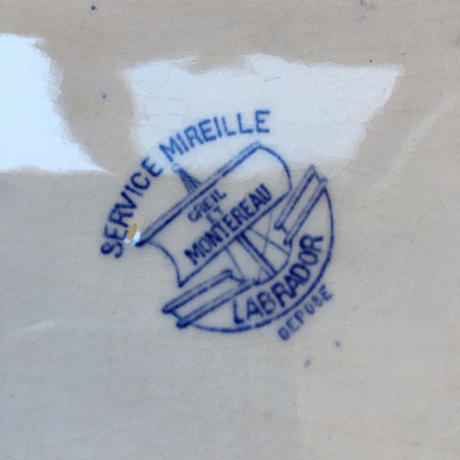 SERVICE MIREILLE
CREIL
ET
MONTEREAU
LABRADOR
DÉPOSÉ